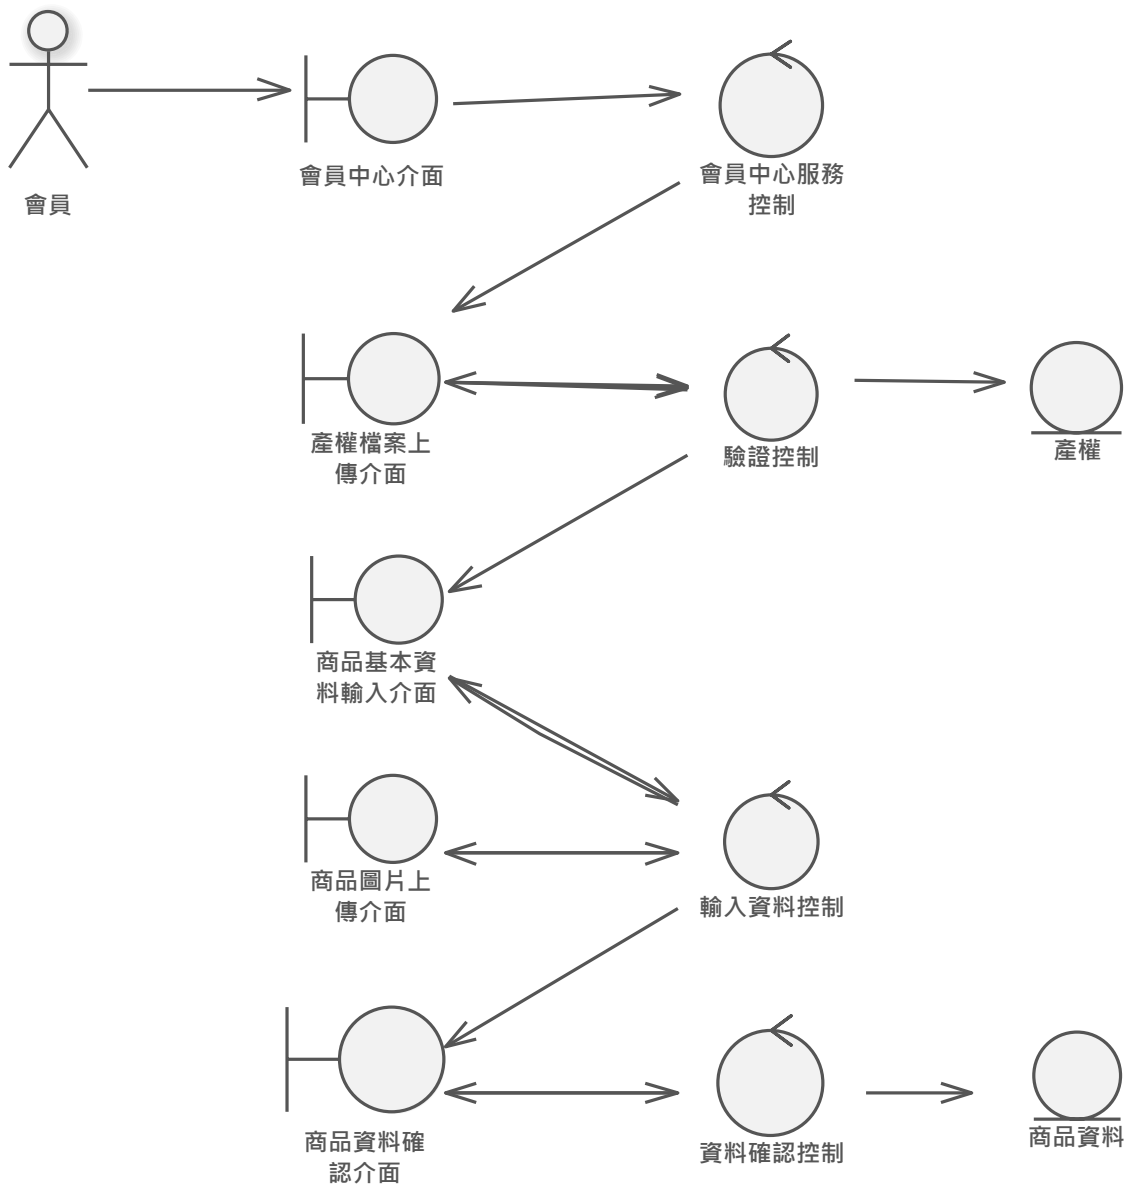 會員
會員中心介面
會員中心服務
控制
產權檔案上
傳介面
驗證控制
產權
商品基本資
料輸入介面
商品圖片上
傳介面
輸入資料控制
商品資料確
認介面
資料確認控制
商品資料